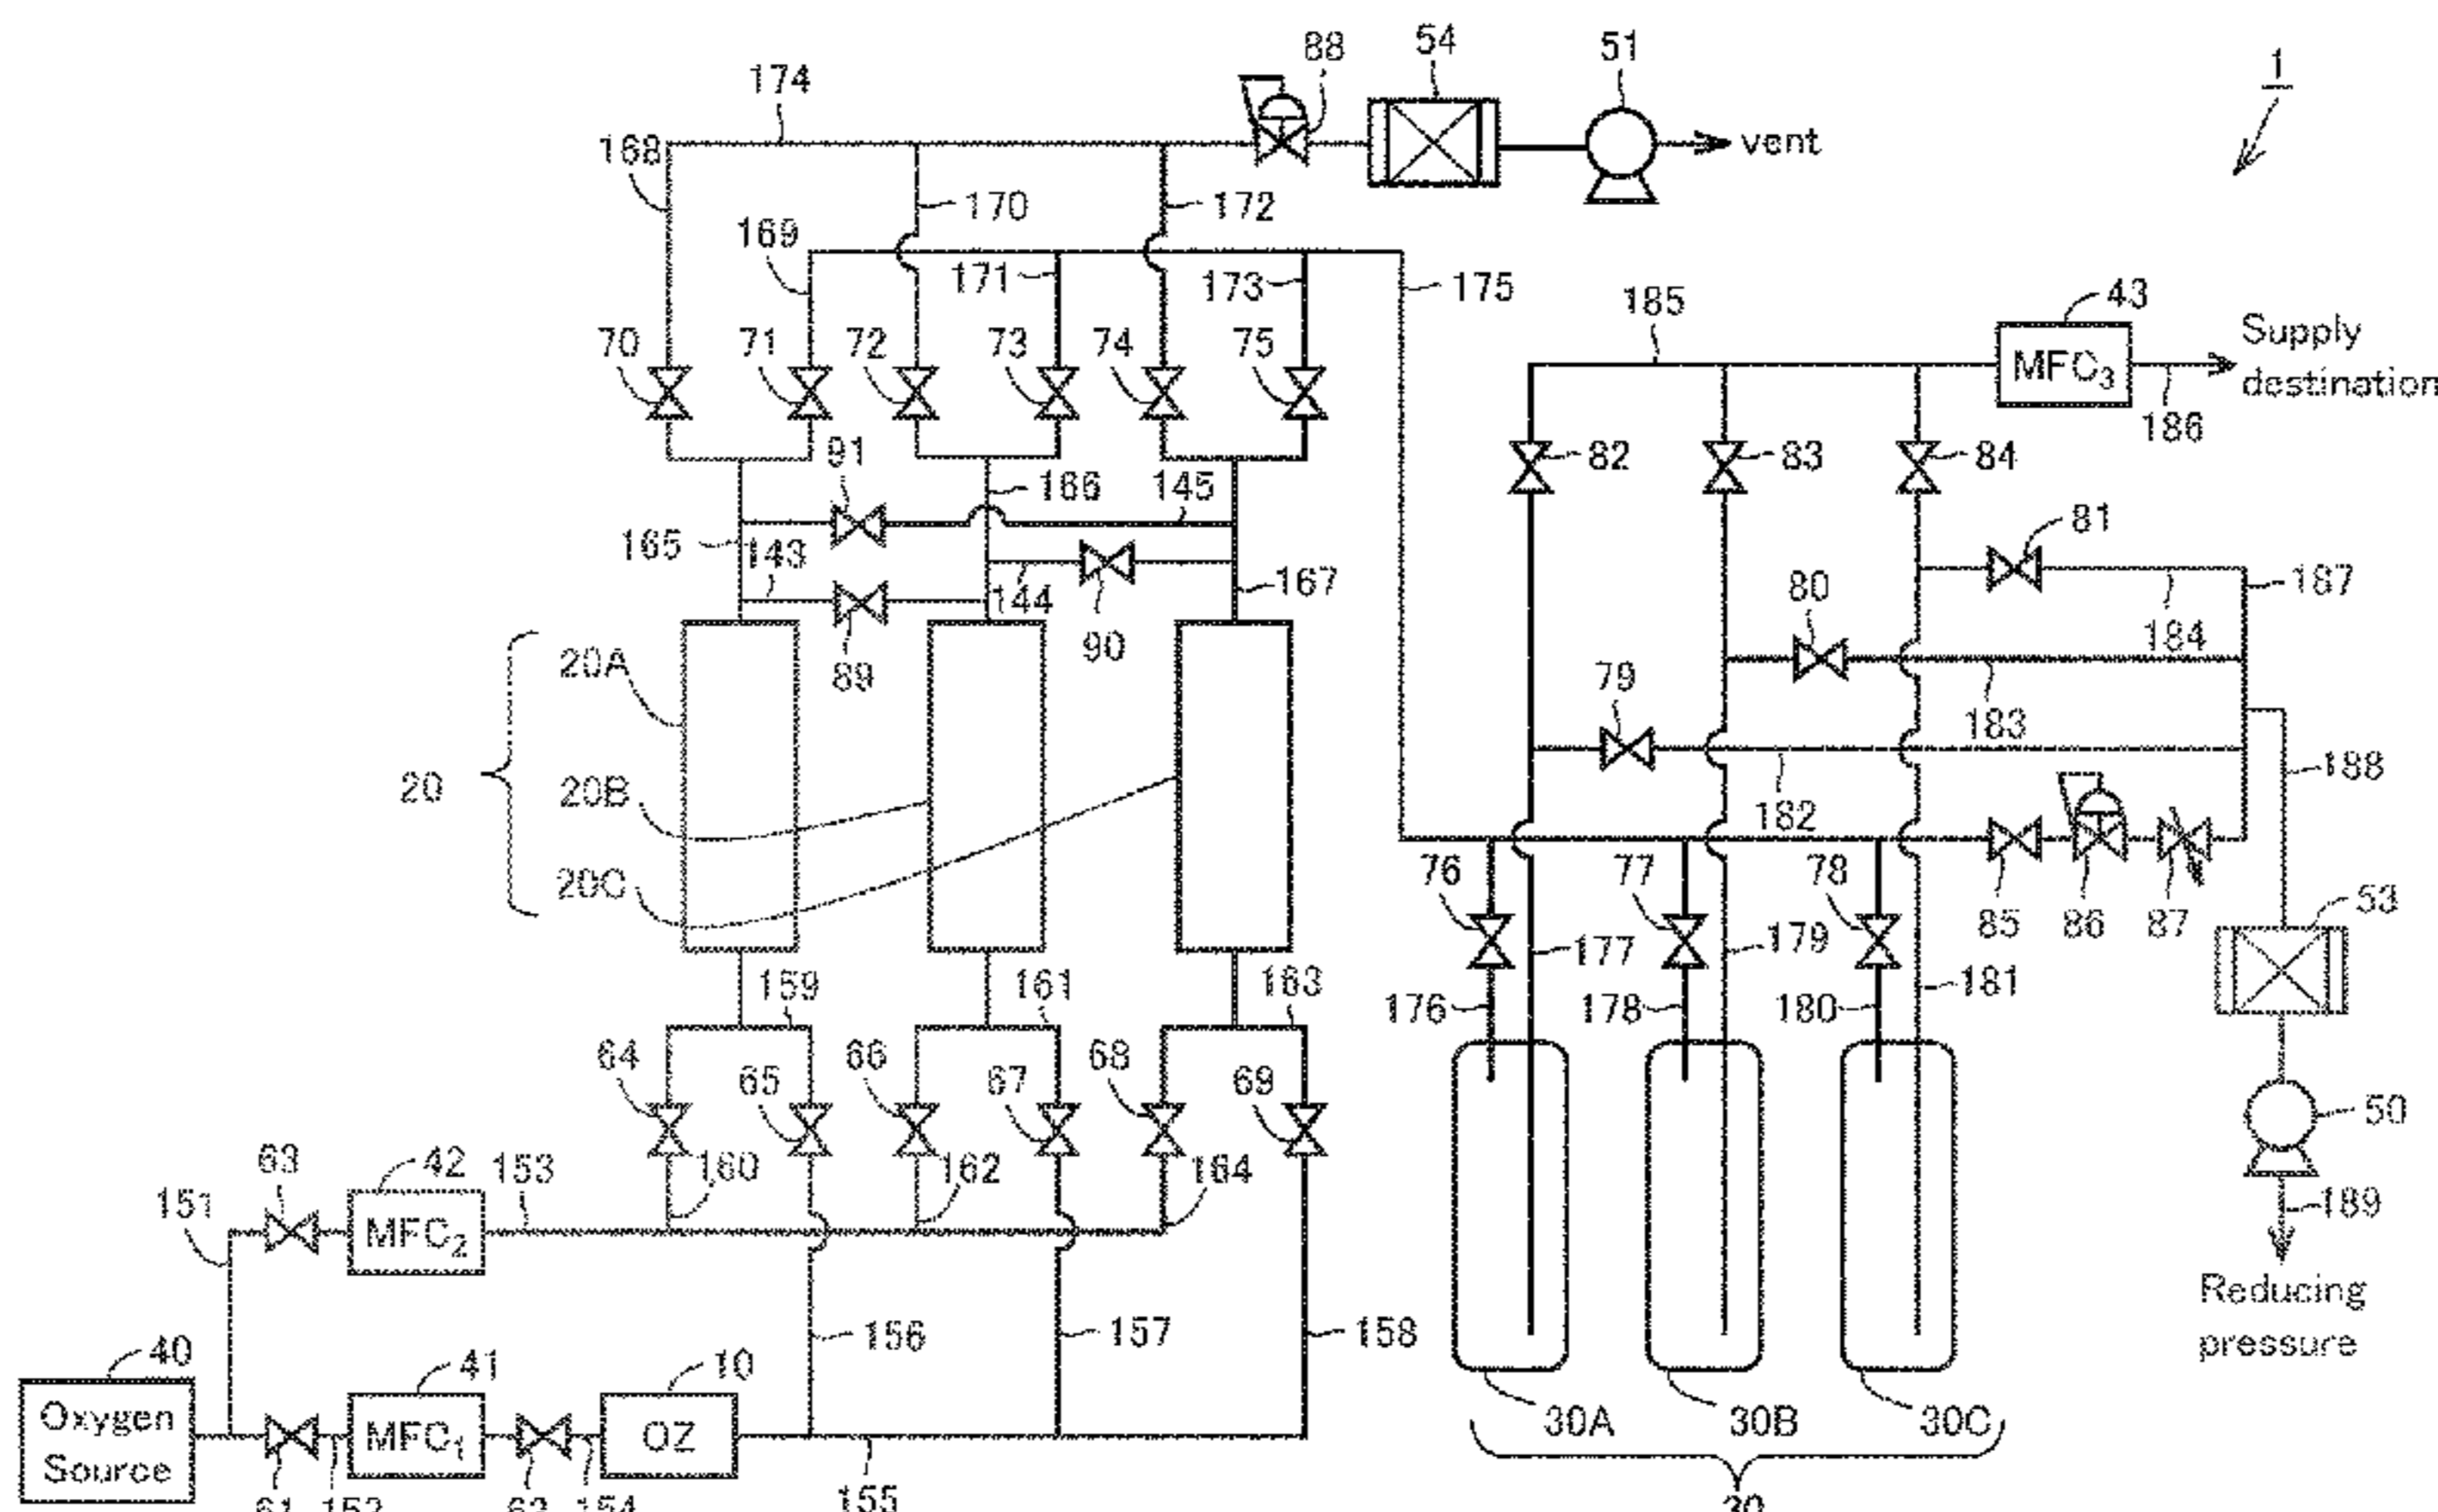 88 54 51 1
174
168 vent
170 172
169 171 173 175
185 43 Supply
70 71 72 73 74 75 MFC3 destination
186
91 166 145 82 83 84
81
165 143 144 167 187
80
89 90 184
20A 79
183
20 20B 182 188
20C 76 77 78 85 86 87 53
177 179
159 161 163 176 178 180 181
64 65 66 67 68 69
50
63 42 153 160 162 164
151 MFC2 189
Reducing
156 157 158 pressure
40 41 10
Oxygen MFC1 OZ 30A 30B 30C
Source
61 152 62 154 155 30